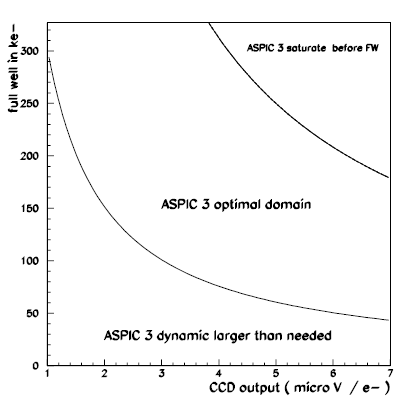 full well in ke-
300
250
200
150
100
50
0
ASPIC 3 saturate before FW
ASPIC 3 optimal domain
ASPIC 3 dynamic larger than needed
1 2 3 4 5 6 7
CCD output ( micro V / e- )